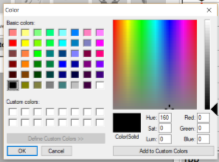 Color
Basic colors:
Custom colors:
Define Custom Colors >>
OK
Cancel
Color|Solid
Hue: 160
Sat: 0
Lum: 0
Red: 0
Green: 0
Blue: 0
Add to Custom Colors